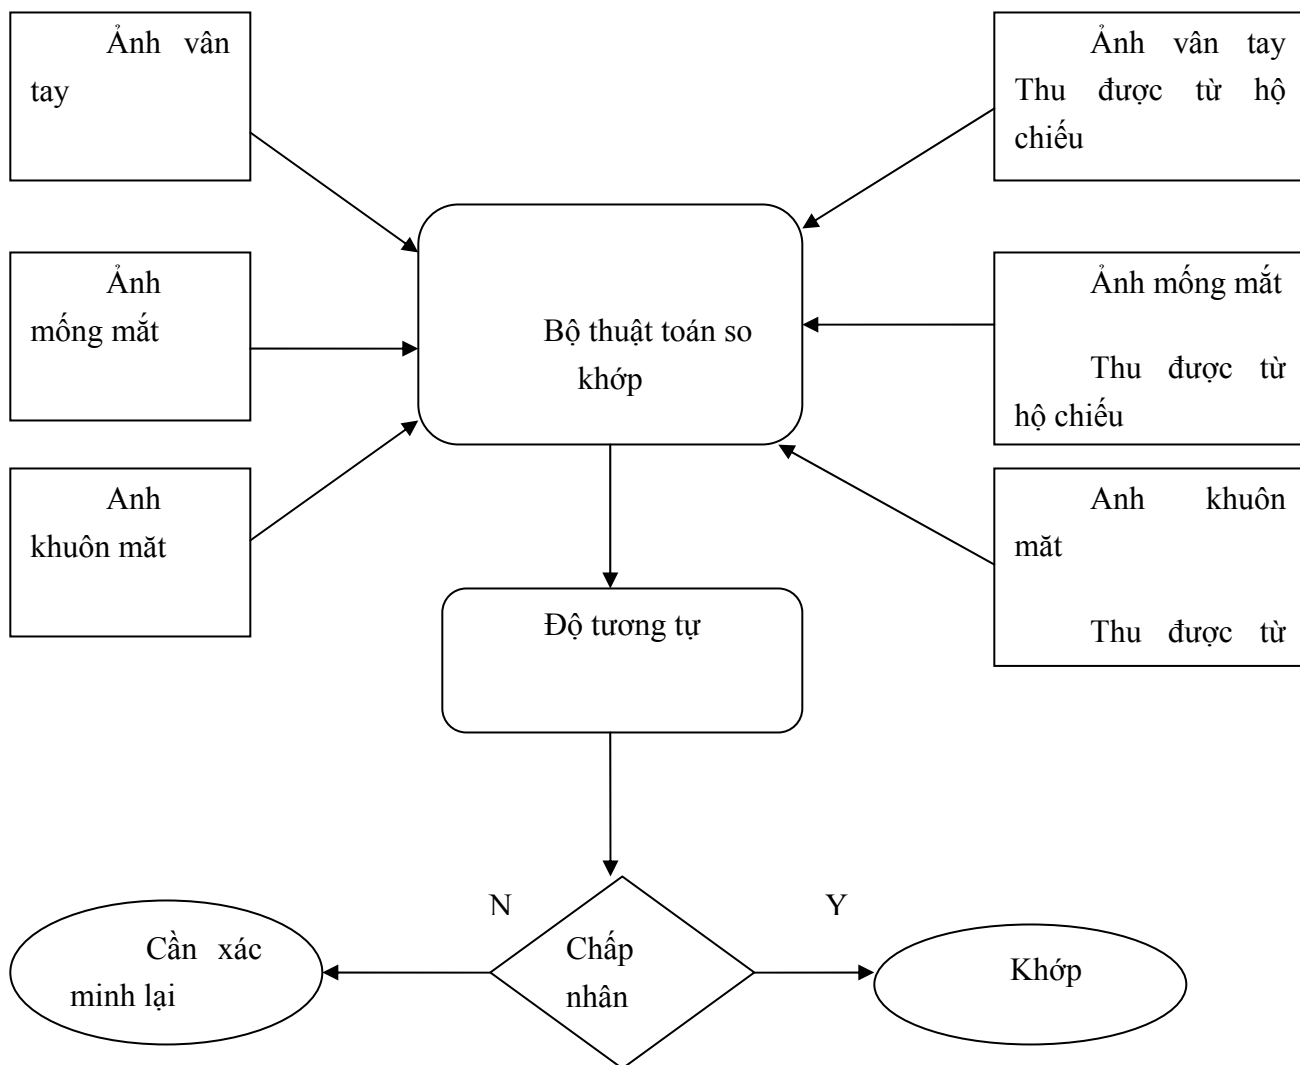 Ảnh vân
tay
Ảnh vân tay
Thu được từ hộ
chiếu
Ảnh
mống mắt
Bộ thuật toán so
khớp
Ảnh mống mắt
Thu được từ
hộ chiếu
Anh
khuôn măt
Anh khuôn
măt
Thu được từ
Độ tương tự
N
Y
Cần xác
minh lại
Chấp
nhân
Khớp